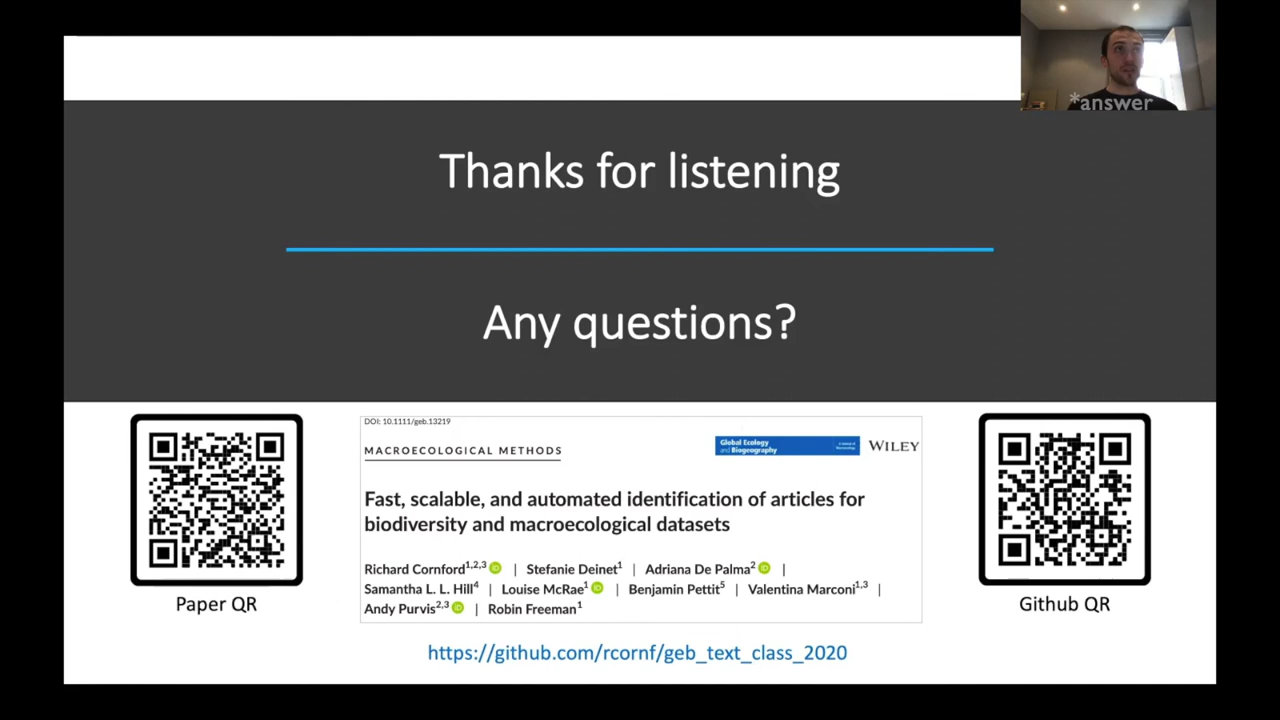 *answer
Thanks for listening
Any questions?
DOI: 10.1111/geb.13219
MACROECOLOGICAL METHODS
Global Ecology
and Biogeography
WILEY
Fast, scalable, and automated identification of articles for
biodiversity and macroecological datasets
Richard Cornford1,2,3 | Stefanie Deinet1 | Adriana De Palma2 |
Samantha L. L. Hill4 | Louise McRae1 | Benjamin Pettit5 | Valentina Marconi1,3 |
Andy Purvis2,3 | Robin Freeman1
Paper QR
Github QR
https://github.com/rcornf/geb_text_class_2020